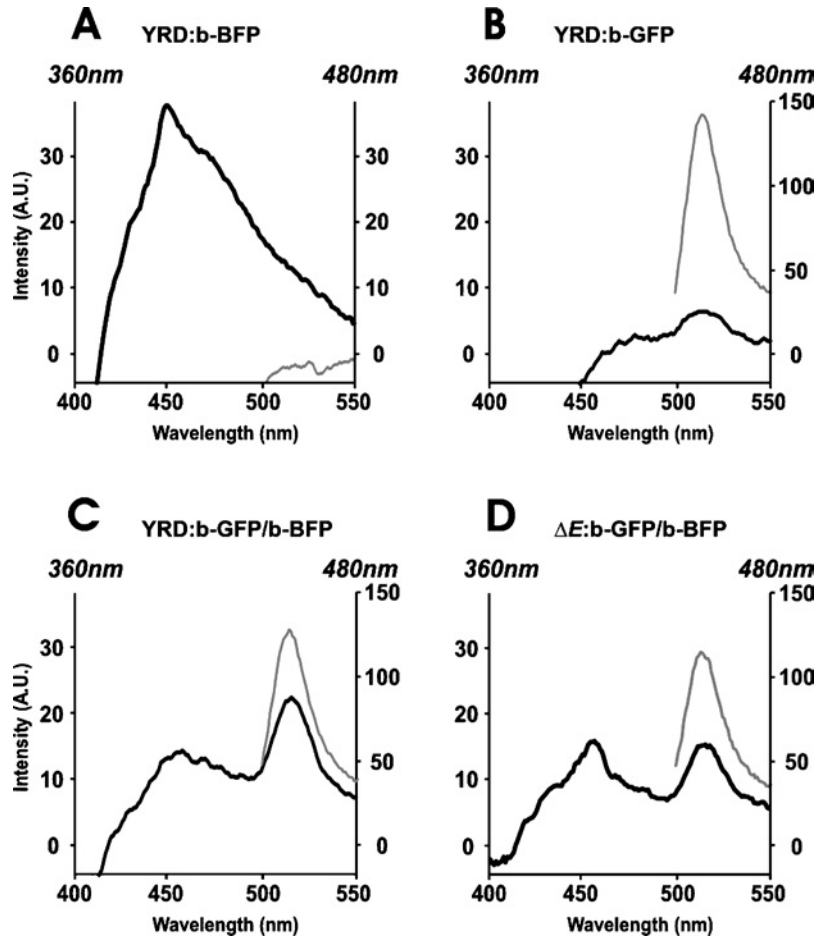 A YRD:b-BFP
360nm 480nm
Intensity (A.U.)
30 30
20 20
10 10
0 0
400 450 500 550
Wavelength (nm)
B YRD:b-GFP
360nm 480nm
150
30
100
20
50
10
0 0
400 450 500 550
Wavelength (nm)
C YRD:b-GFP/b-BFP
360nm 480nm
Intensity (A.U.)
150
30
100
20
50
10
0 0
400 450 500 550
Wavelength (nm)
D ΔE:b-GFP/b-BFP
360nm 480nm
150
30
100
20
50
10
0 0
400 450 500 550
Wavelength (nm)